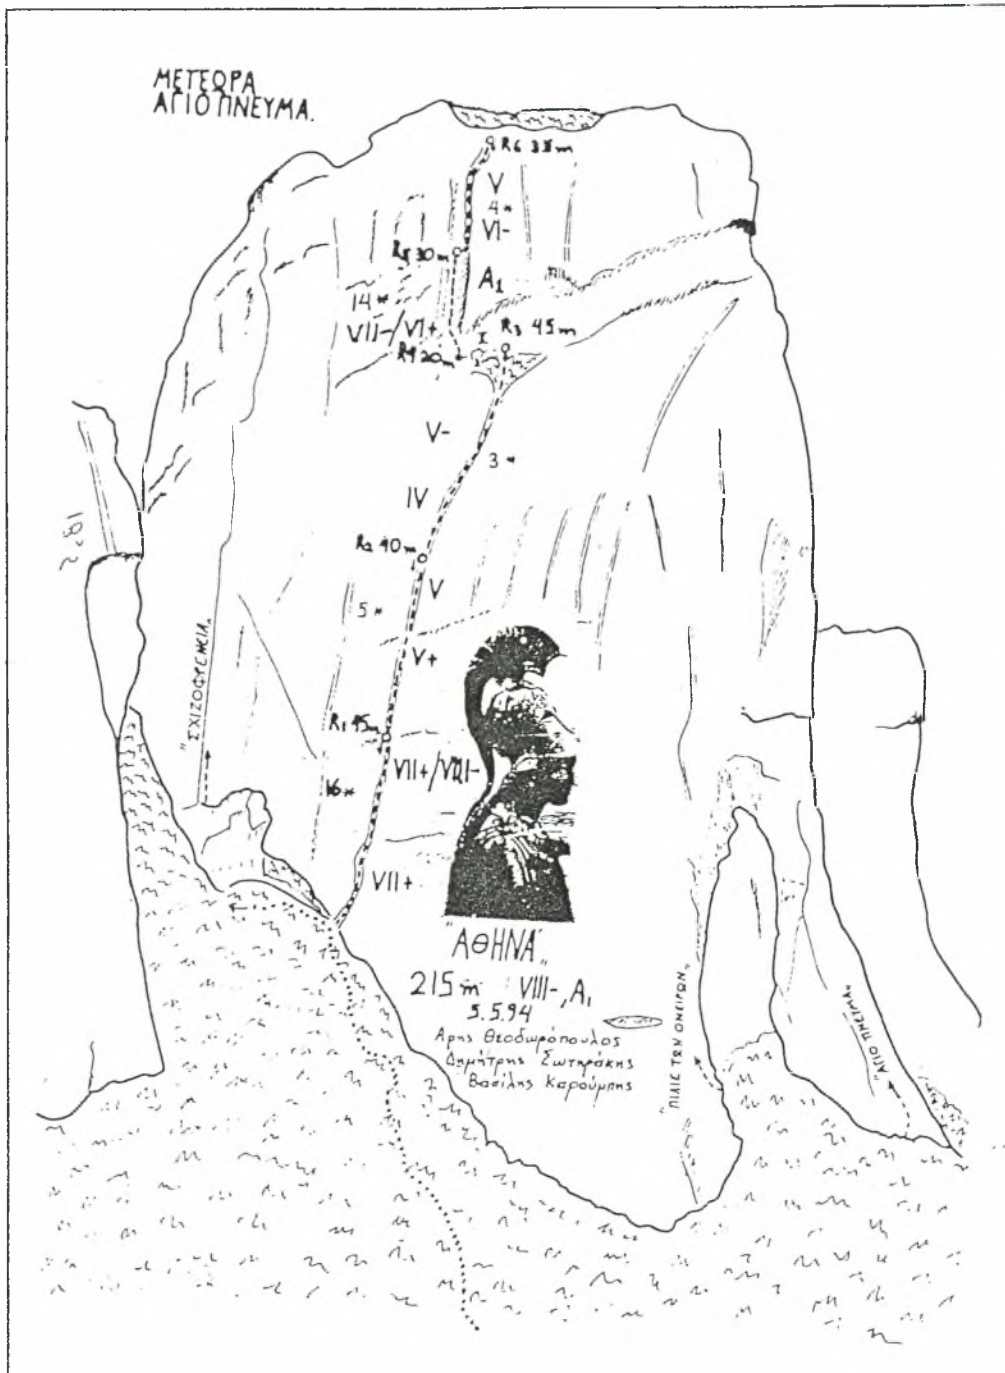 ΜΕΤΕΩΡΑ
ΑΓΙΟ ΠΝΕΥΜΑ.
R6 35m
V
4*
VI-
R5 30m
A1
14*
VII-/VI+
I
R3 45m
R4 20m
V-
3*
IV
R2 40m
V
5*
V+
"ΣΧΙΖΟΦΡΕΝΕΙΑ"
R1 45m
VII+/VIII-
16*
VII+
"ΑΘΗΝΑ"
215m VIII-, A1
5.5.94
Άρης Θεοδωρόπουλος
Δημήτρης Σωτηράκης
Βασίλης Καρούμπης
"ΠΙΛΙΕ ΤΩΝ ΟΝΕΙΡΩΝ"
"ΑΓΙΟ ΠΝΕΥΜΑ"